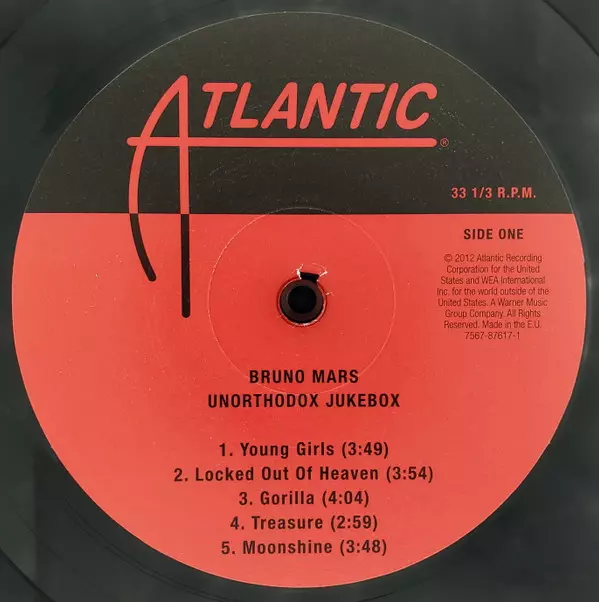 ATLANTIC®
33 1/3 R.P.M.
SIDE ONE
© 2012 Atlantic Recording
Corporation for the United
States and WEA International
Inc. for the world outside of the
United States. A Warner Music
Group Company. All Rights
Reserved. Made in the E.U.
7567-87617-1
BRUNO MARS
UNORTHODOX JUKEBOX
1. Young Girls (3:49)
2. Locked Out Of Heaven (3:54)
3. Gorilla (4:04)
4. Treasure (2:59)
5. Moonshine (3:48)